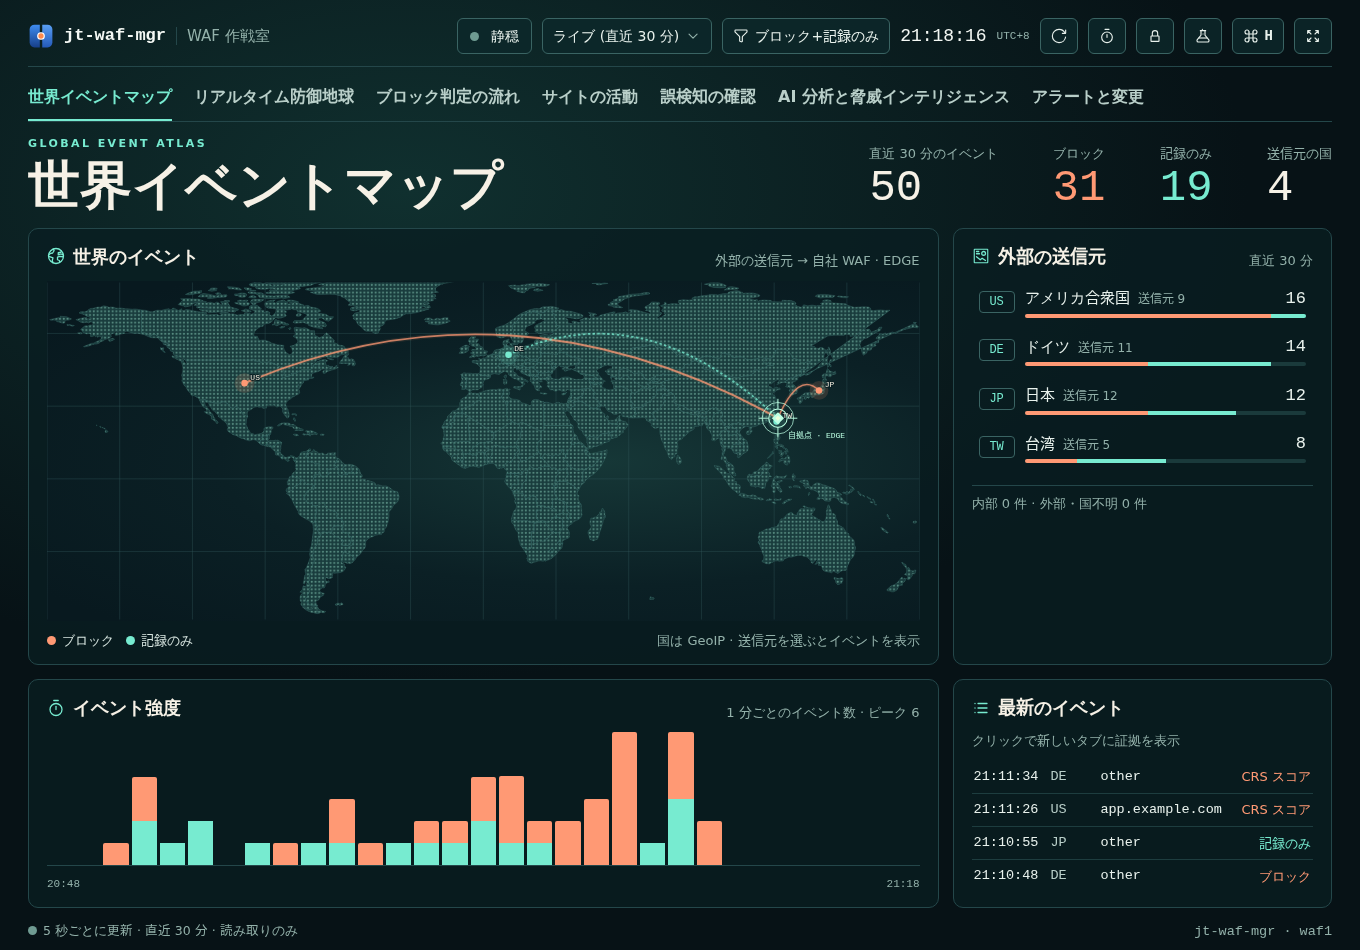 jt-waf-mgr WAF 作戦室 静穏 ライブ (直近 30 分) ブロック+記録のみ 21:18:16 UTC+8 ⌘ H
世界イベントマップ リアルタイム防御地球 ブロック判定の流れ サイトの活動 誤検知の確認 AI 分析と脅威インテリジェンス アラートと変更
GLOBAL EVENT ATLAS
世界イベントマップ
直近 30 分のイベント ブロック 記録のみ 送信元の国
50 31 19 4
世界のイベント
外部の送信元 → 自社 WAF · EDGE
US
DE
JP
自拠点 · EDGE
ブロック 記録のみ
国は GeoIP · 送信元を選ぶとイベントを表示
外部の送信元
直近 30 分
US アメリカ合衆国 送信元 9 16
DE ドイツ 送信元 11 14
JP 日本 送信元 12 12
TW 台湾 送信元 5 8
内部 0 件 · 外部・国不明 0 件
イベント強度
1 分ごとのイベント数 · ピーク 6
20:48 21:18
最新のイベント
クリックで新しいタブに証拠を表示
21:11:34 DE other CRS スコア
21:11:26 US app.example.com CRS スコア
21:10:55 JP other 記録のみ
21:10:48 DE other ブロック
5 秒ごとに更新 · 直近 30 分 · 読み取りのみ
jt-waf-mgr · waf1